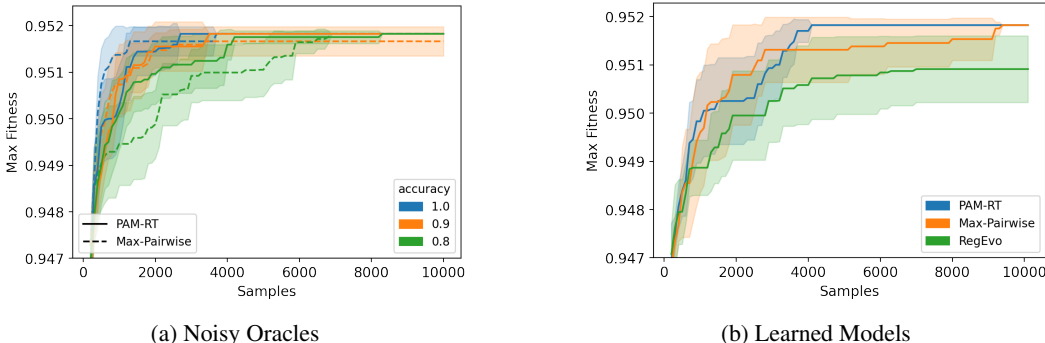 0.952
0.951
0.950
0.949
0.948
0.947
Max Fitness
0
2000
4000
6000
8000
10000
Samples
PAM-RT
Max-Pairwise
accuracy
1.0
0.9
0.8
(a) Noisy Oracles
0.952
0.951
0.950
0.949
0.948
0.947
Max Fitness
0
2000
4000
6000
8000
10000
Samples
PAM-RT
Max-Pairwise
RegEvo
(b) Learned Models